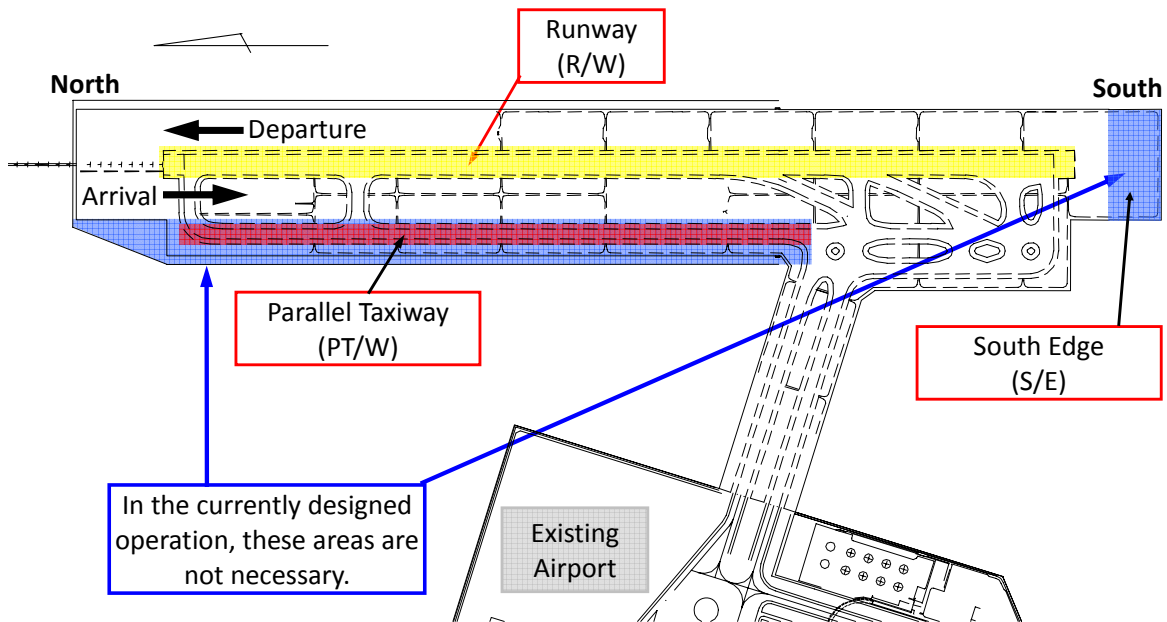 Runway
(R/W)
North
South
Departure
Arrival
Parallel Taxiway
(PT/W)
South Edge
(S/E)
In the currently designed
operation, these areas are
not necessary.
Existing
Airport